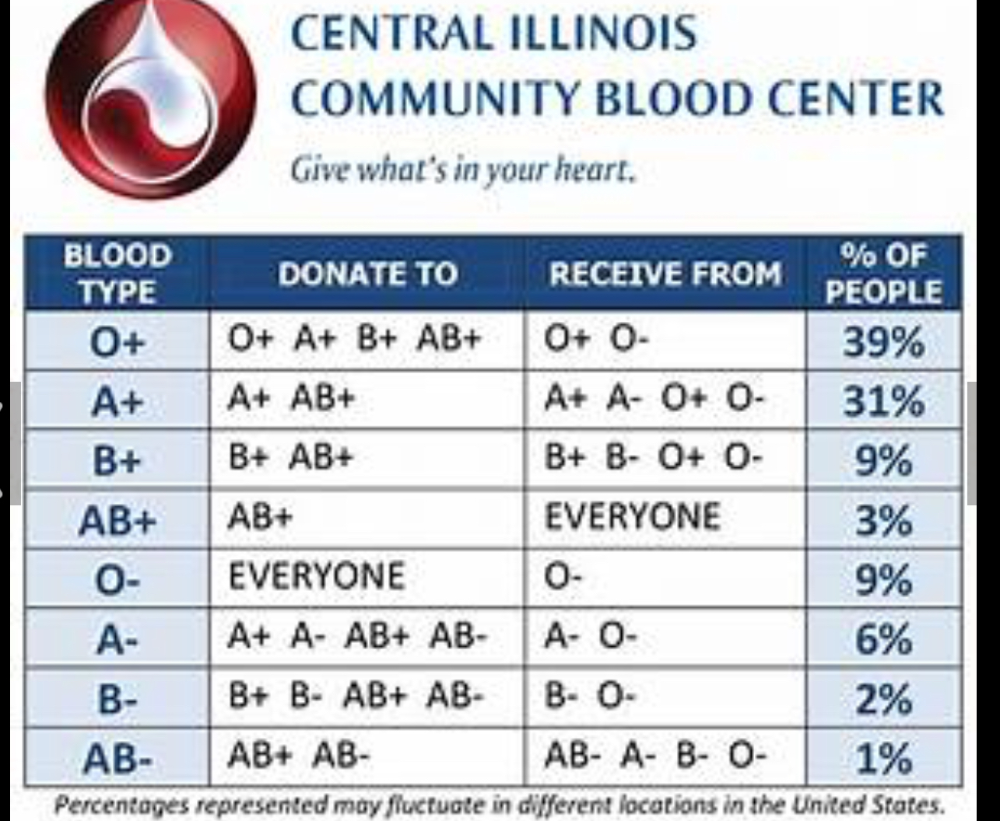 CENTRAL ILLINOIS
COMMUNITY BLOOD CENTER
Give what's in your heart.
BLOOD TYPE DONATE TO RECEIVE FROM % OF PEOPLE
O+ O+ A+ B+ AB+ O+ O- 39%
A+ A+ AB+ A+ A- O+ O- 31%
B+ B+ AB+ B+ B- O+ O- 9%
AB+ AB+ EVERYONE 3%
O- EVERYONE O- 9%
A- A+ A- AB+ AB- A- O- 6%
B- B+ B- AB+ AB- B- O- 2%
AB- AB+ AB- AB- A- B- O- 1%
Percentages represented may fluctuate in different locations in the United States.